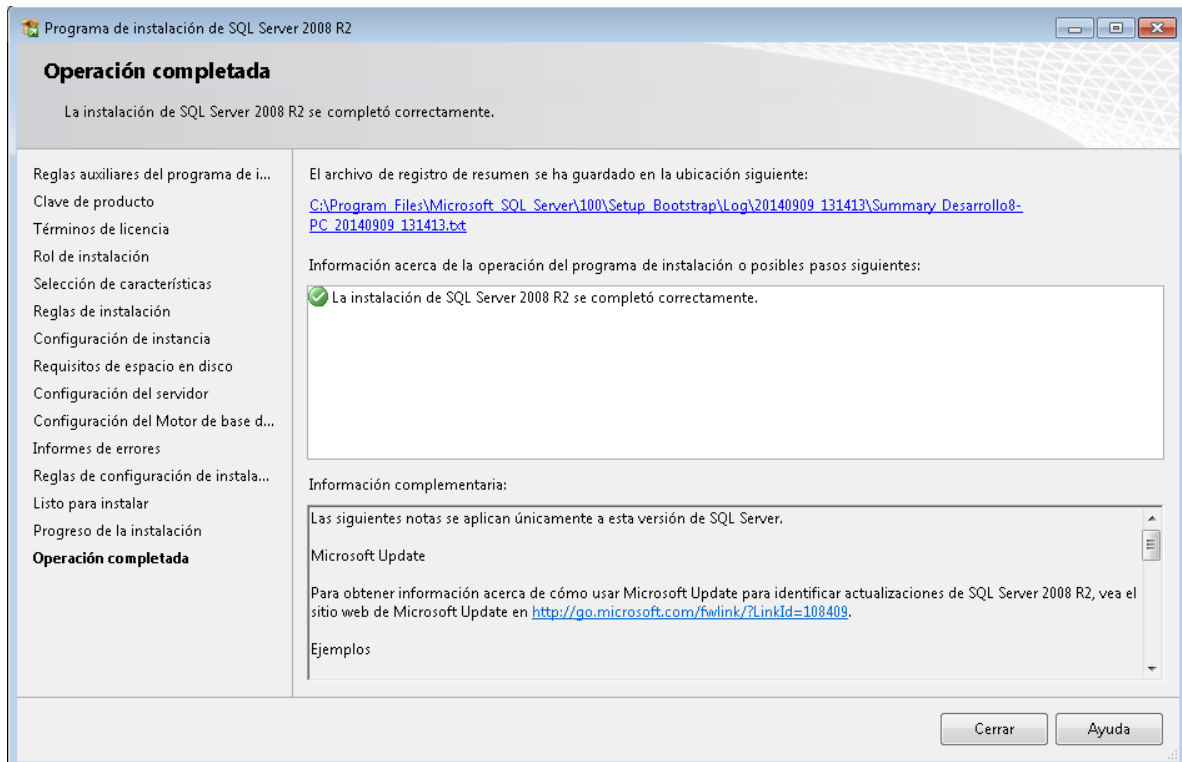 Programa de instalación de SQL Server 2008 R2
Operación completada
La instalación de SQL Server 2008 R2 se completó correctamente.
Reglas auxiliares del programa de i...
Clave de producto
Términos de licencia
Rol de instalación
Selección de características
Reglas de instalación
Configuración de instancia
Requisitos de espacio en disco
Configuración del servidor
Configuración del Motor de base d...
Informes de errores
Reglas de configuración de instala...
Listo para instalar
Progreso de la instalación
Operación completada
El archivo de registro de resumen se ha guardado en la ubicación siguiente:
C:\Program Files\Microsoft SQL Server\100\Setup Bootstrap\Log\20140909_131413\Summary_Desarrollo8-
PC_20140909_131413.txt
Información acerca de la operación del programa de instalación o posibles pasos siguientes:
La instalación de SQL Server 2008 R2 se completó correctamente.
Información complementaria:
Las siguientes notas se aplican únicamente a esta versión de SQL Server.
Microsoft Update
Para obtener información acerca de cómo usar Microsoft Update para identificar actualizaciones de SQL Server 2008 R2, vea el
sitio web de Microsoft Update en http://go.microsoft.com/fwlink/?LinkId=108409.
Ejemplos
Cerrar
Ayuda